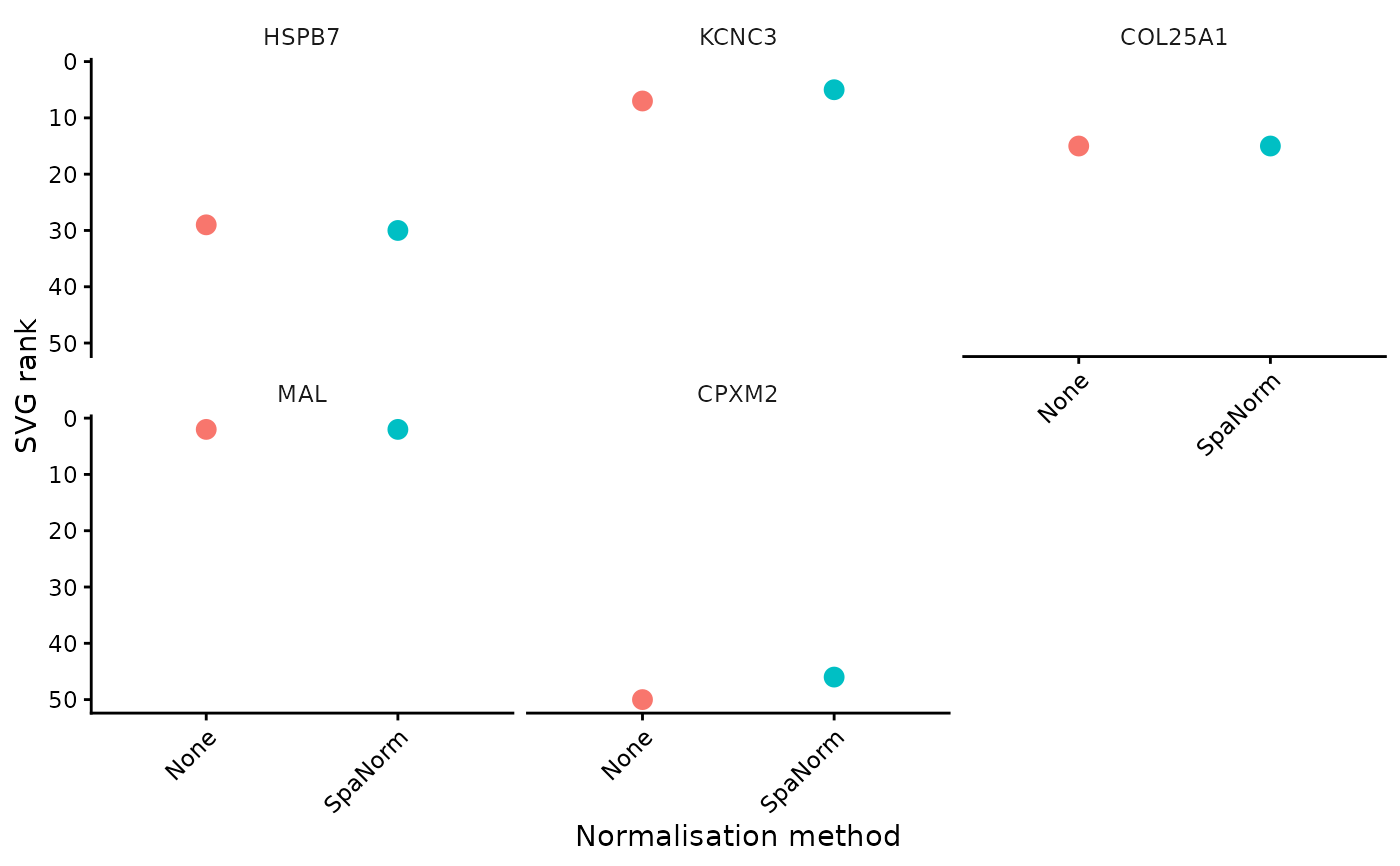 HSPB7
KCNC3
COL25A1
0
10
20
30
40
50
None
SpaNorm
MAL
CPXM2
0
10
20
30
40
50
None
SpaNorm
None
SpaNorm
SVG rank
Normalisation method